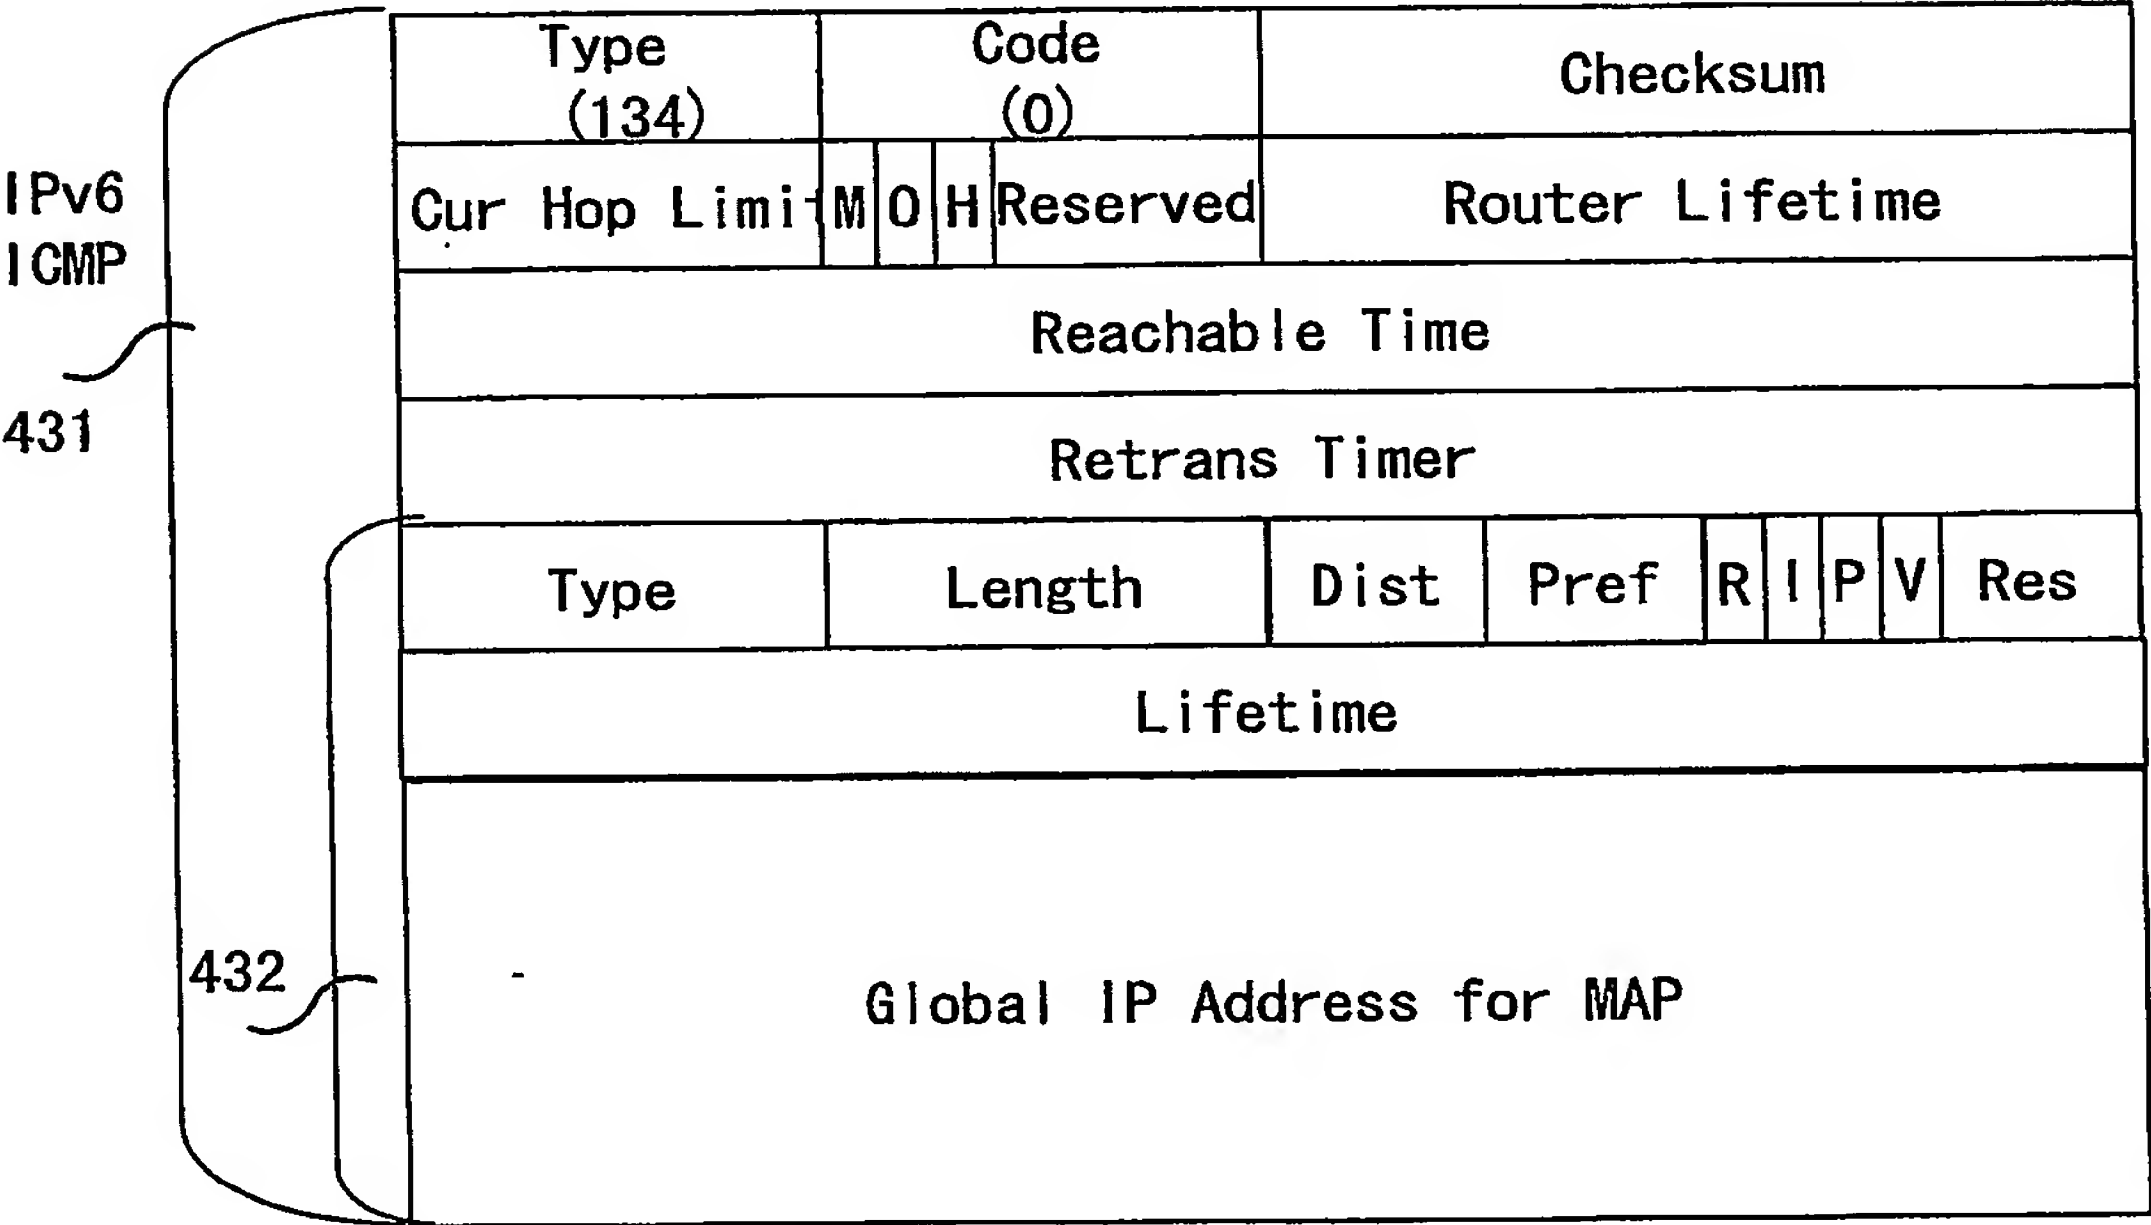 Type
(134)
Code
(0)
Checksum
IPv6
ICMP
431
Cur Hop Limit
M
O
H
Reserved
Router Lifetime
Reachable Time
Retrans Timer
Type
Length
Dist
Pref
R
I
P
V
Res
Lifetime
432
Global IP Address for MAP